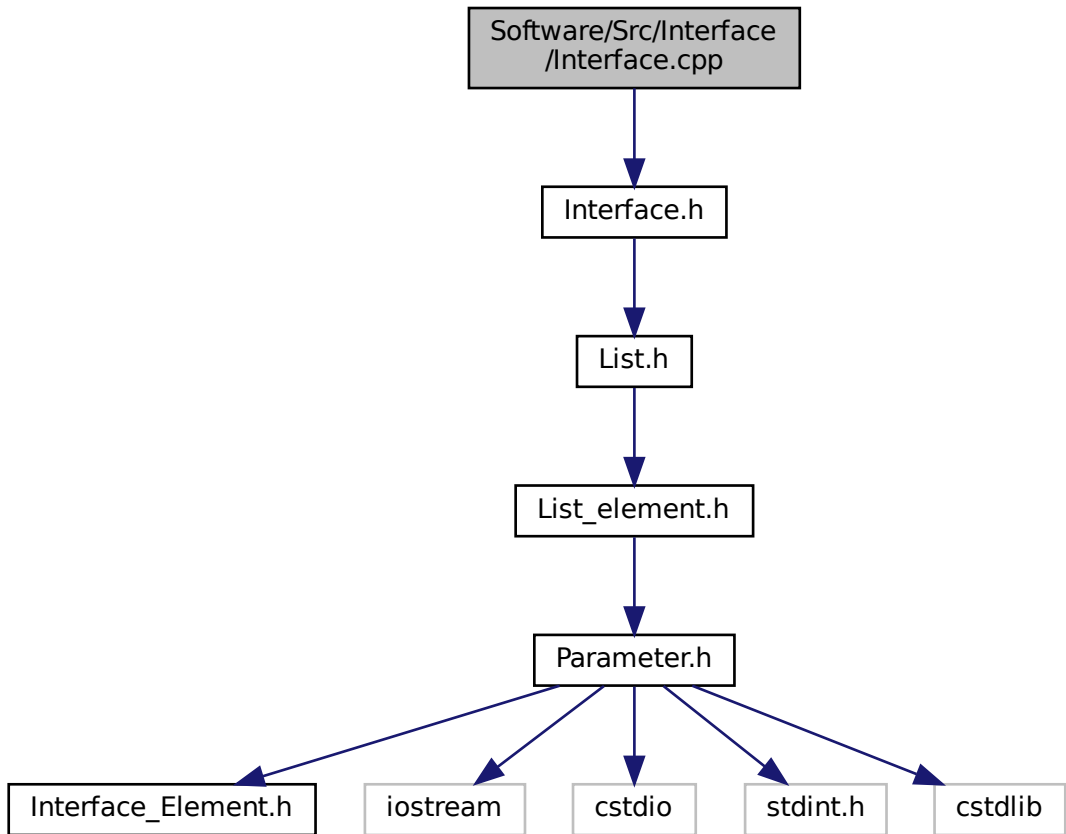 Software/Src/Interface
/Interface.cpp
Interface.h
List.h
List_element.h
Parameter.h
Interface_Element.h
iostream
cstdio
stdint.h
cstdlib